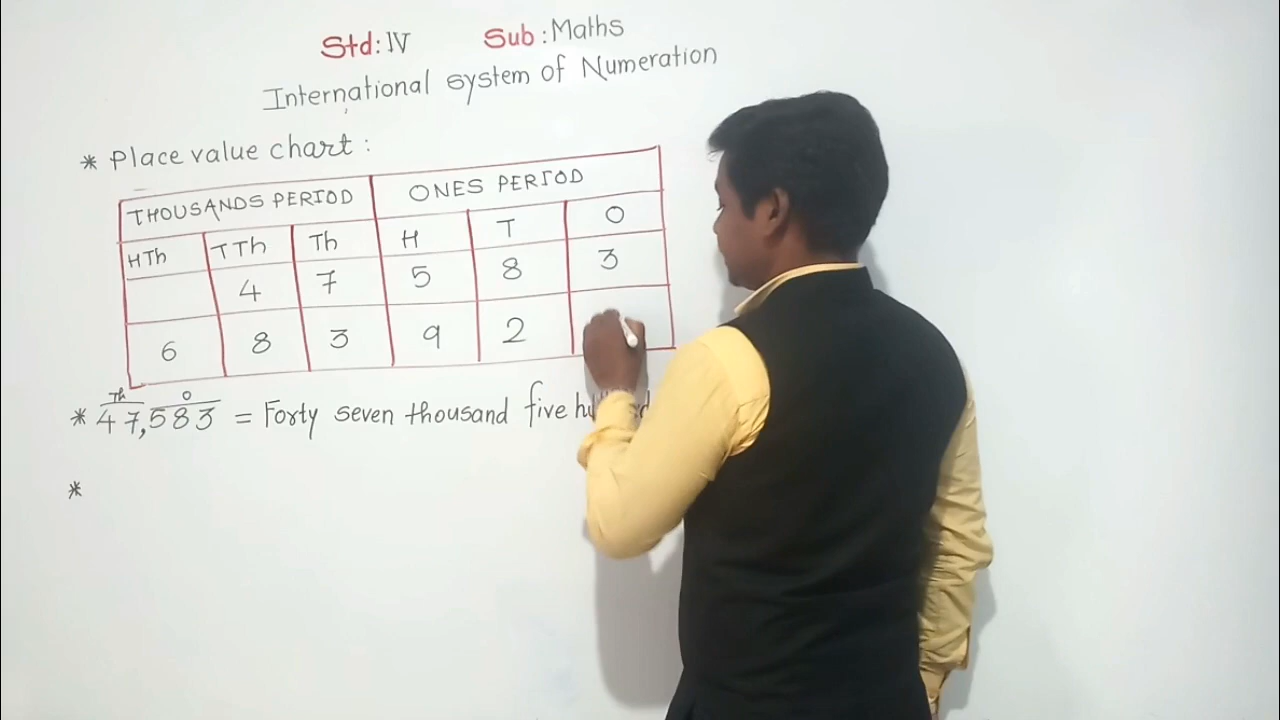 Std: IV Sub: Maths
International system of Numeration
* Place value chart:
THOUSANDS PERIOD ONES PERIOD
HTh TTh Th H T O
4 7 5 8 3
6 8 3 9 2
Th O
* 47,583 = Forty seven thousand five
*